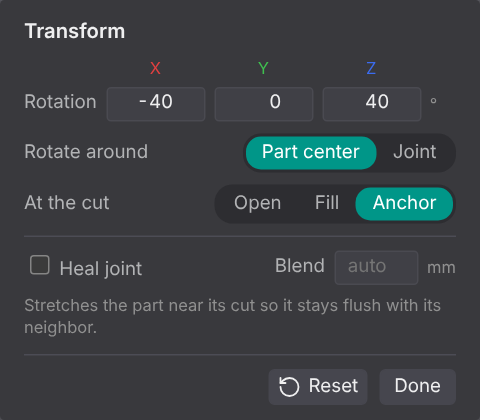 Transform
X Y Z
Rotation -40 0 40 °
Rotate around Part center Joint
At the cut Open Fill Anchor
Heal joint Blend auto mm
Stretches the part near its cut so it stays flush with its
neighbor.
Reset Done